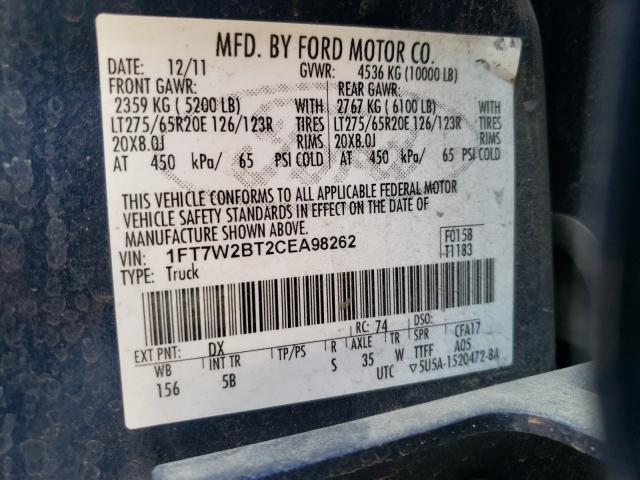 MFD. BY FORD MOTOR CO.
DATE: 12/11 GVWR: 4536 KG (10000 LB)
FRONT GAWR: REAR GAWR:
2359 KG ( 5200 LB) WITH 2767 KG ( 6100 LB) WITH
LT275/65R20E 126/123R TIRES LT275/65R20E 126/123R TIRES
20X8.0J RIMS 20X8.0J RIMS
AT 450 kPa/ 65 PSI COLD AT 450 kPa/ 65 PSI COLD
THIS VEHICLE CONFORMS TO ALL APPLICABLE FEDERAL MOTOR
VEHICLE SAFETY STANDARDS IN EFFECT ON THE DATE OF
MANUFACTURE SHOWN ABOVE.
VIN: 1FT7W2BT2CEA98262 F0158
TYPE: Truck T1183
EXT PNT: DX RC: 74 DSO:
WB INT TR TP/PS R AXLE TR SPR CFA17
156 5B S 35 W TTFF A05
UTC ▽5U5A-1520472-BA